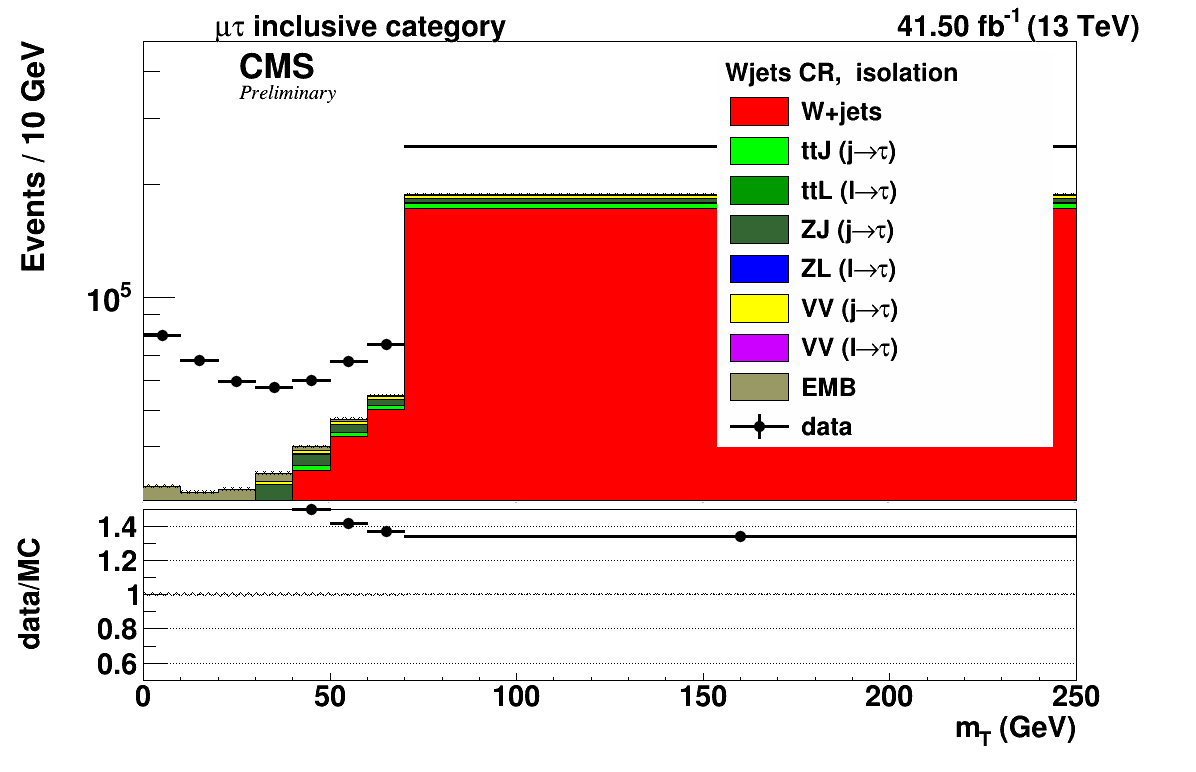 μτ inclusive category
41.50 fb⁻¹ (13 TeV)
CMS
Preliminary
Events / 10 GeV
10⁵
Wjets CR,  isolation
W+jets
ttJ (j→τ)
ttL (l→τ)
ZJ (j→τ)
ZL (l→τ)
VV (j→τ)
VV (l→τ)
EMB
data
data/MC
1.4
1.2
1
0.8
0.6
0 50 100 150 200 250
m_T (GeV)